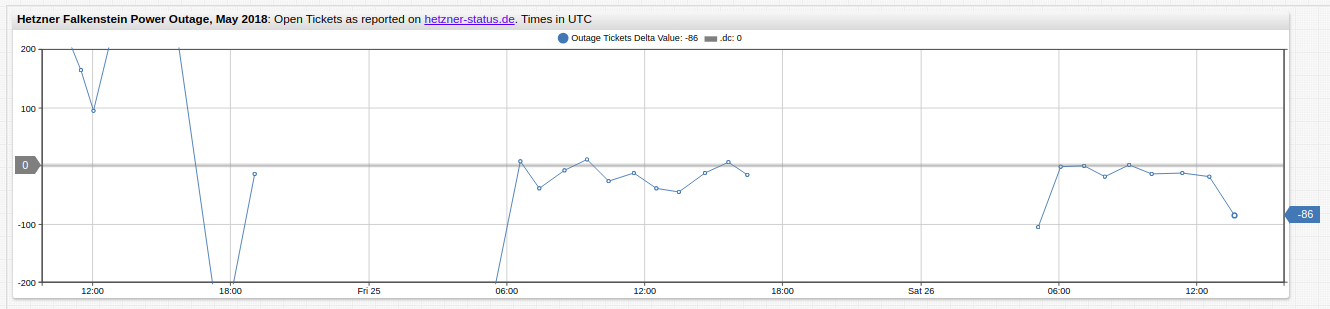 Hetzner Falkenstein Power Outage, May 2018: Open Tickets as reported on hetzner-status.de. Times in UTC
Outage Tickets Delta Value: -86 .dc: 0
200
100
0
-100
-86
-200
12:00 18:00 Fri 25 06:00 12:00 18:00 Sat 26 06:00 12:00